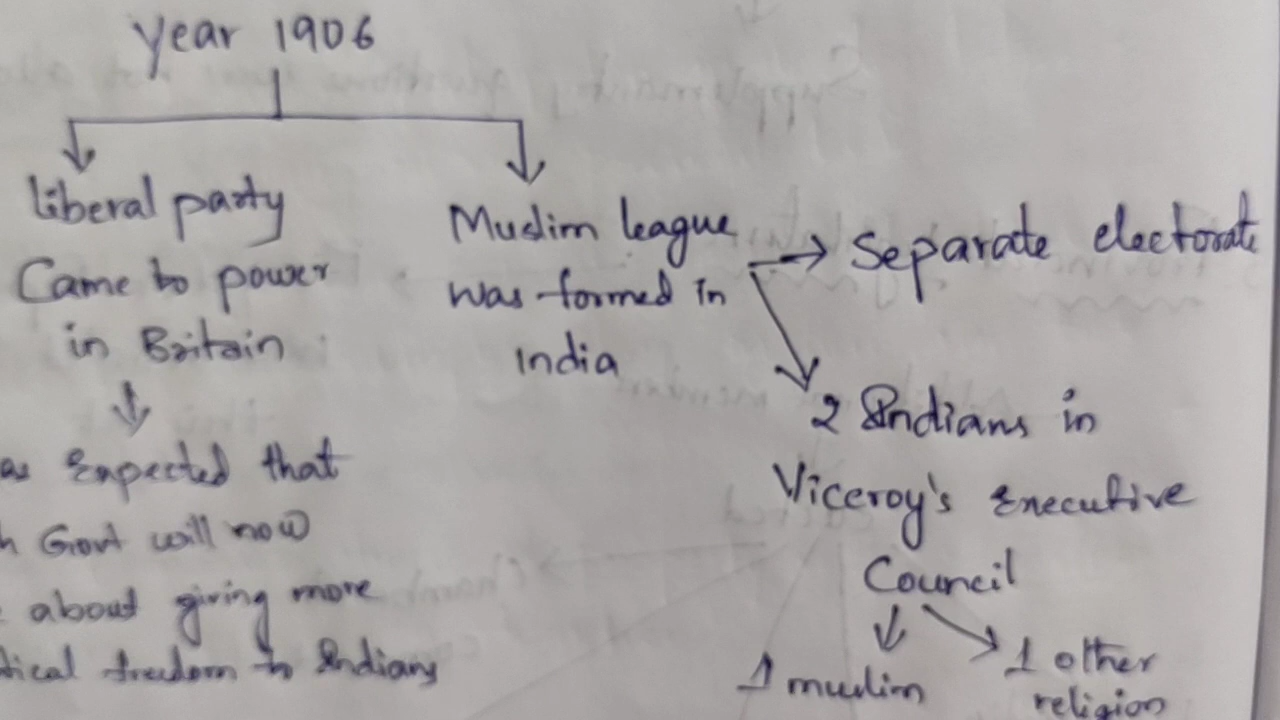 Year 1906
liberal party
Came to power
in Britain
as Expected that
Govt will now
about giving more
freedom to Indians
Muslim league
was formed in
India
→ Separate electorate
2 Indians in
Viceroy's Executive
Council
1 muslim
1 other
religion